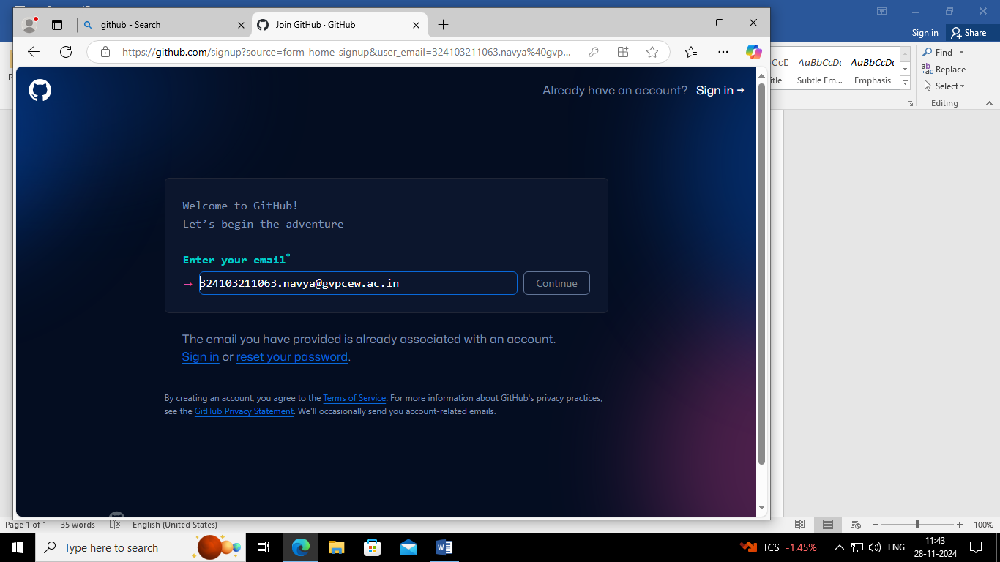 github - Search
Join GitHub · GitHub
Sign in
Share
https://github.com/signup?source=form-home-signup&user_email=324103211063.navya%40gvp...
Find
AaBbCcDc
AaBbCcDc
Replace
Subtle Em...
Emphasis
Select
Editing
Already have an account? Sign in →
Welcome to GitHub!
Let’s begin the adventure
Enter your email*
→ 324103211063.navya@gvpcew.ac.in
Continue
The email you have provided is already associated with an account.
Sign in or reset your password.
By creating an account, you agree to the Terms of Service. For more information about GitHub's privacy practices,
see the GitHub Privacy Statement. We'll occasionally send you account-related emails.
Page 1 of 1
35 words
English (United States)
100%
Type here to search
TCS -1.45%
ENG
11:43
28-11-2024